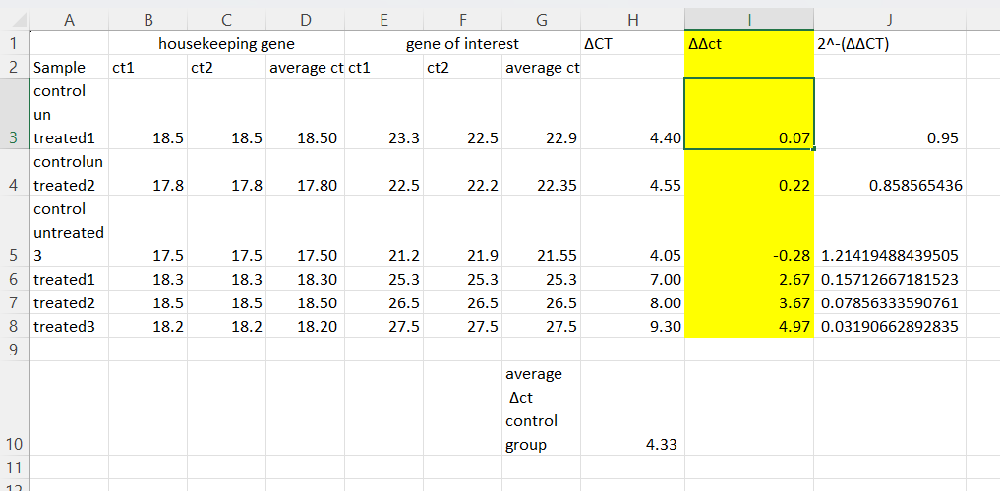 A B C D E F G H I J
1 housekeeping gene gene of interest ΔCT ΔΔct 2^-(ΔΔCT)
2 Sample ct1 ct2 average ct ct1 ct2 average ct
control
un
3 treated1 18.5 18.5 18.50 23.3 22.5 22.9 4.40 0.07 0.95
controlun
4 treated2 17.8 17.8 17.80 22.5 22.2 22.35 4.55 0.22 0.858565436
control
untreated
5 3 17.5 17.5 17.50 21.2 21.9 21.55 4.05 -0.28 1.21419488439505
6 treated1 18.3 18.3 18.30 25.3 25.3 25.3 7.00 2.67 0.15712667181523
7 treated2 18.5 18.5 18.50 26.5 26.5 26.5 8.00 3.67 0.07856333590761
8 treated3 18.2 18.2 18.20 27.5 27.5 27.5 9.30 4.97 0.03190662892835
9
average
Δct
control
10 group 4.33
11
12